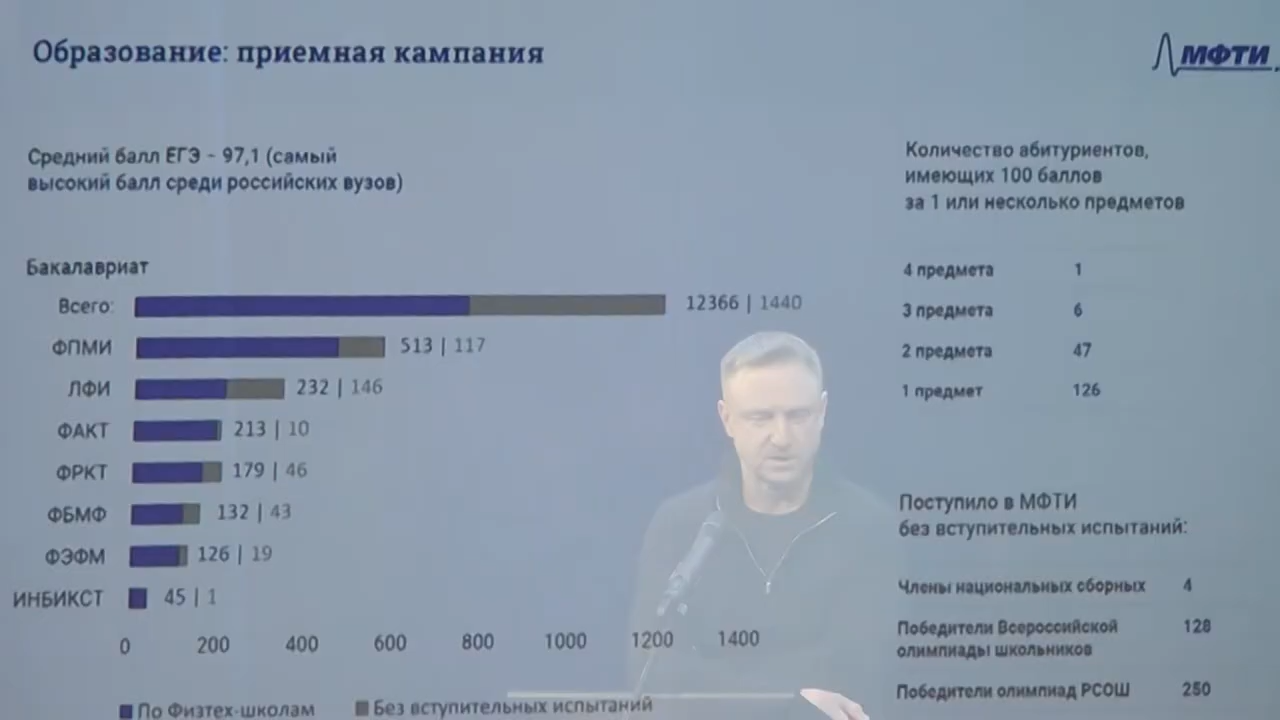 Образование: приемная кампания
МФТИ
Средний балл ЕГЭ - 97,1 (самый
высокий балл среди российских вузов)
Бакалавриат
Всего: 12366 | 1440
ФПМИ 513 | 117
ЛФИ 232 | 146
ФАКТ 213 | 10
ФРКТ 179 | 46
ФБМФ 132 | 43
ФЭФМ 126 | 19
ИНБИКСТ 45 | 1
0 200 400 600 800 1000 1200 1400
По Физтех-школам Без вступительных испытаний
Количество абитуриентов,
имеющих 100 баллов
за 1 или несколько предметов
4 предмета 1
3 предмета 6
2 предмета 47
1 предмет 126
Поступило в МФТИ
без вступительных испытаний:
Члены национальных сборных 4
Победители Всероссийской 128
олимпиады школьников
Победители олимпиад РСОШ 250